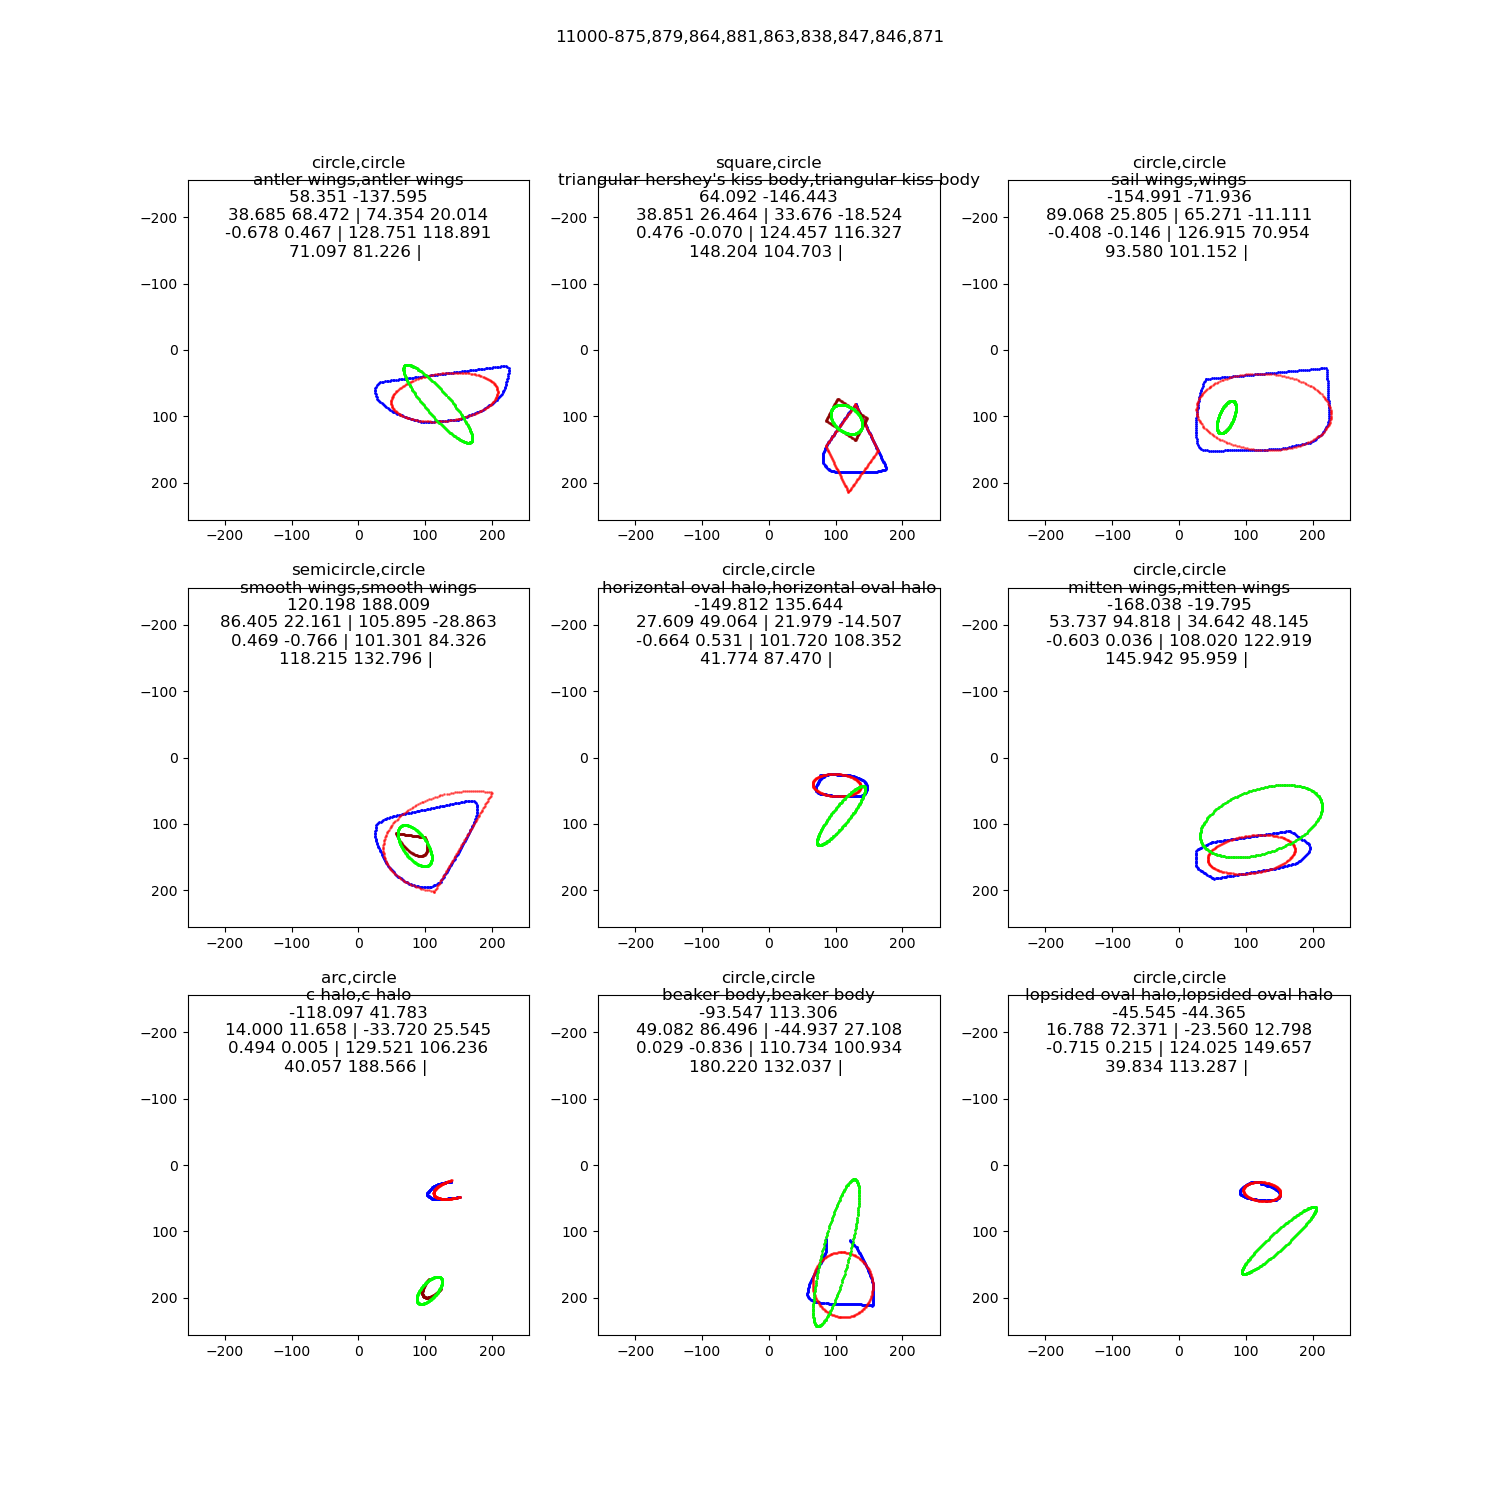 11000-875,879,864,881,863,838,847,846,871
circle,circle
antler wings,antler wings
58.351 -137.595
38.685 68.472 | 74.354 20.014
-0.678 0.467 | 128.751 118.891
71.097 81.226 |
−200
−100
0
100
200
−200 −100 0 100 200
square,circle
triangular hershey's kiss body,triangular kiss body
64.092 -146.443
38.851 26.464 | 33.676 -18.524
0.476 -0.070 | 124.457 116.327
148.204 104.703 |
−200
−100
0
100
200
−200 −100 0 100 200
circle,circle
sail wings,wings
-154.991 -71.936
89.068 25.805 | 65.271 -11.111
-0.408 -0.146 | 126.915 70.954
93.580 101.152 |
−200
−100
0
100
200
−200 −100 0 100 200
semicircle,circle
smooth wings,smooth wings
120.198 188.009
86.405 22.161 | 105.895 -28.863
0.469 -0.766 | 101.301 84.326
118.215 132.796 |
−200
−100
0
100
200
−200 −100 0 100 200
circle,circle
horizontal oval halo,horizontal oval halo
-149.812 135.644
27.609 49.064 | 21.979 -14.507
-0.664 0.531 | 101.720 108.352
41.774 87.470 |
−200
−100
0
100
200
−200 −100 0 100 200
circle,circle
mitten wings,mitten wings
-168.038 -19.795
53.737 94.818 | 34.642 48.145
-0.603 0.036 | 108.020 122.919
145.942 95.959 |
−200
−100
0
100
200
−200 −100 0 100 200
arc,circle
c halo,c halo
-118.097 41.783
14.000 11.658 | -33.720 25.545
0.494 0.005 | 129.521 106.236
40.057 188.566 |
−200
−100
0
100
200
−200 −100 0 100 200
circle,circle
beaker body,beaker body
-93.547 113.306
49.082 86.496 | -44.937 27.108
0.029 -0.836 | 110.734 100.934
180.220 132.037 |
−200
−100
0
100
200
−200 −100 0 100 200
circle,circle
lopsided oval halo,lopsided oval halo
-45.545 -44.365
16.788 72.371 | -23.560 12.798
-0.715 0.215 | 124.025 149.657
39.834 113.287 |
−200
−100
0
100
200
−200 −100 0 100 200